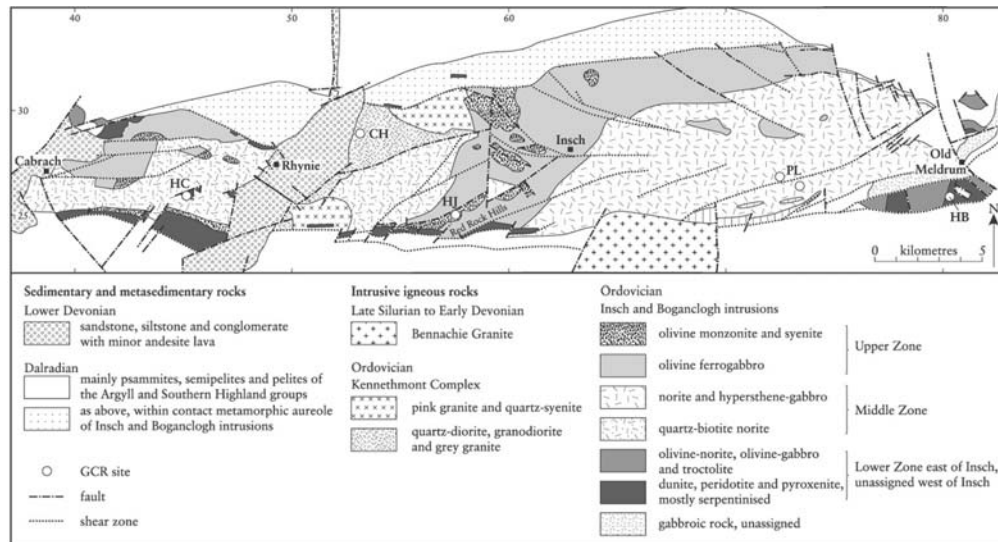 40
50
60
80
30
25
CH
Insch
Rhynie
Cabrach
Old
Meldrum
PL
HC
HJ
Red Rock Hills
HB
N
0 kilometres 5
Sedimentary and metasedimentary rocks
Lower Devonian
sandstone, siltstone and conglomerate
with minor andesite lava
Dalradian
mainly psammites, semipelites and pelites of
the Argyll and Southern Highland groups
as above, within contact metamorphic aureole
of Insch and Boganclogh intrusions
GCR site
fault
shear zone
Intrusive igneous rocks
Late Silurian to Early Devonian
Bennachie Granite
Ordovician
Kennethmont Complex
pink granite and quartz-syenite
quartz-diorite, granodiorite
and grey granite
Ordovician
Insch and Boganclogh intrusions
olivine monzonite and syenite
olivine ferrogabbro
Upper Zone
norite and hypersthene-gabbro
quartz-biotite norite
Middle Zone
olivine-norite, olivine-gabbro
and troctolite
dunite, peridotite and pyroxenite,
mostly serpentinised
Lower Zone east of Insch,
unassigned west of Insch
gabbroic rock, unassigned